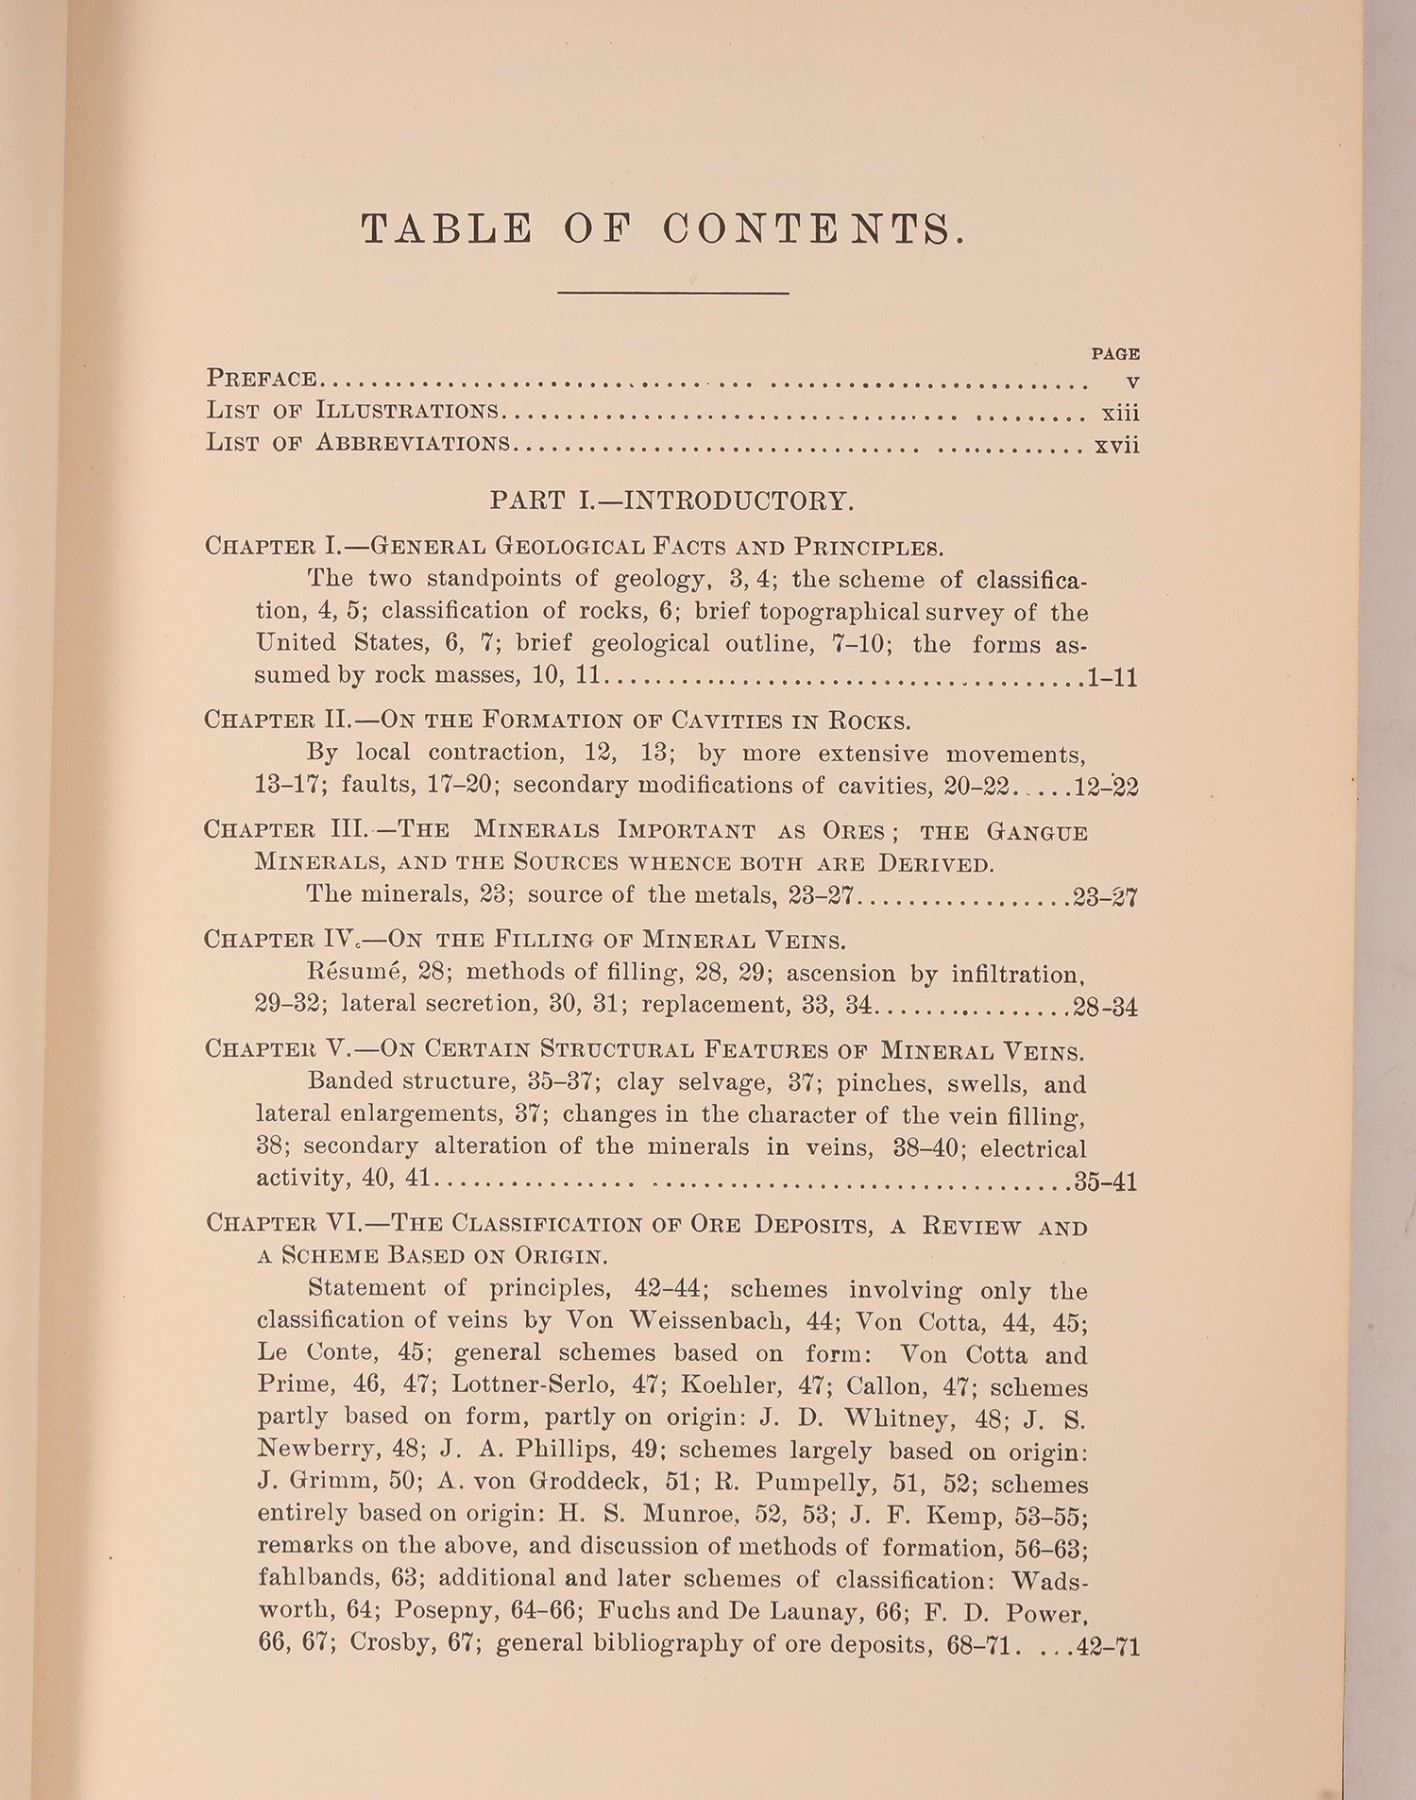 TABLE OF CONTENTS.
PAGE
PREFACE.......................................................... v
LIST OF ILLUSTRATIONS............................................. xiii
LIST OF ABBREVIATIONS............................................ xvii
PART I.—INTRODUCTORY.
CHAPTER I.—GENERAL GEOLOGICAL FACTS AND PRINCIPLES.
The two standpoints of geology, 3, 4; the scheme of classifica-
tion, 4, 5; classification of rocks, 6; brief topographical survey of the
United States, 6, 7; brief geological outline, 7–10; the forms as-
sumed by rock masses, 10, 11......................................1–11
CHAPTER II.—ON THE FORMATION OF CAVITIES IN ROCKS.
By local contraction, 12, 13; by more extensive movements,
13–17; faults, 17–20; secondary modifications of cavities, 20–22.....12–22
CHAPTER III.—THE MINERALS IMPORTANT AS ORES; THE GANGUE
MINERALS, AND THE SOURCES WHENCE BOTH ARE DERIVED.
The minerals, 23; source of the metals, 23–27.................23–27
CHAPTER IV.—ON THE FILLING OF MINERAL VEINS.
Résumé, 28; methods of filling, 28, 29; ascension by infiltration,
29–32; lateral secretion, 30, 31; replacement, 33, 34................28–34
CHAPTER V.—ON CERTAIN STRUCTURAL FEATURES OF MINERAL VEINS.
Banded structure, 35–37; clay selvage, 37; pinches, swells, and
lateral enlargements, 37; changes in the character of the vein filling,
38; secondary alteration of the minerals in veins, 38–40; electrical
activity, 40, 41..................................................35–41
CHAPTER VI.—THE CLASSIFICATION OF ORE DEPOSITS, A REVIEW AND
A SCHEME BASED ON ORIGIN.
Statement of principles, 42–44; schemes involving only the
classification of veins by Von Weissenbach, 44; Von Cotta, 44, 45;
Le Conte, 45; general schemes based on form: Von Cotta and
Prime, 46, 47; Lottner-Serlo, 47; Koehler, 47; Callon, 47; schemes
partly based on form, partly on origin: J. D. Whitney, 48; J. S.
Newberry, 48; J. A. Phillips, 49; schemes largely based on origin:
J. Grimm, 50; A. von Groddeck, 51; R. Pumpelly, 51, 52; schemes
entirely based on origin: H. S. Munroe, 52, 53; J. F. Kemp, 53–55;
remarks on the above, and discussion of methods of formation, 56–63;
fahlbands, 63; additional and later schemes of classification: Wads-
worth, 64; Posepny, 64–66; Fuchs and De Launay, 66; F. D. Power,
66, 67; Crosby, 67; general bibliography of ore deposits, 68–71. ...42–71